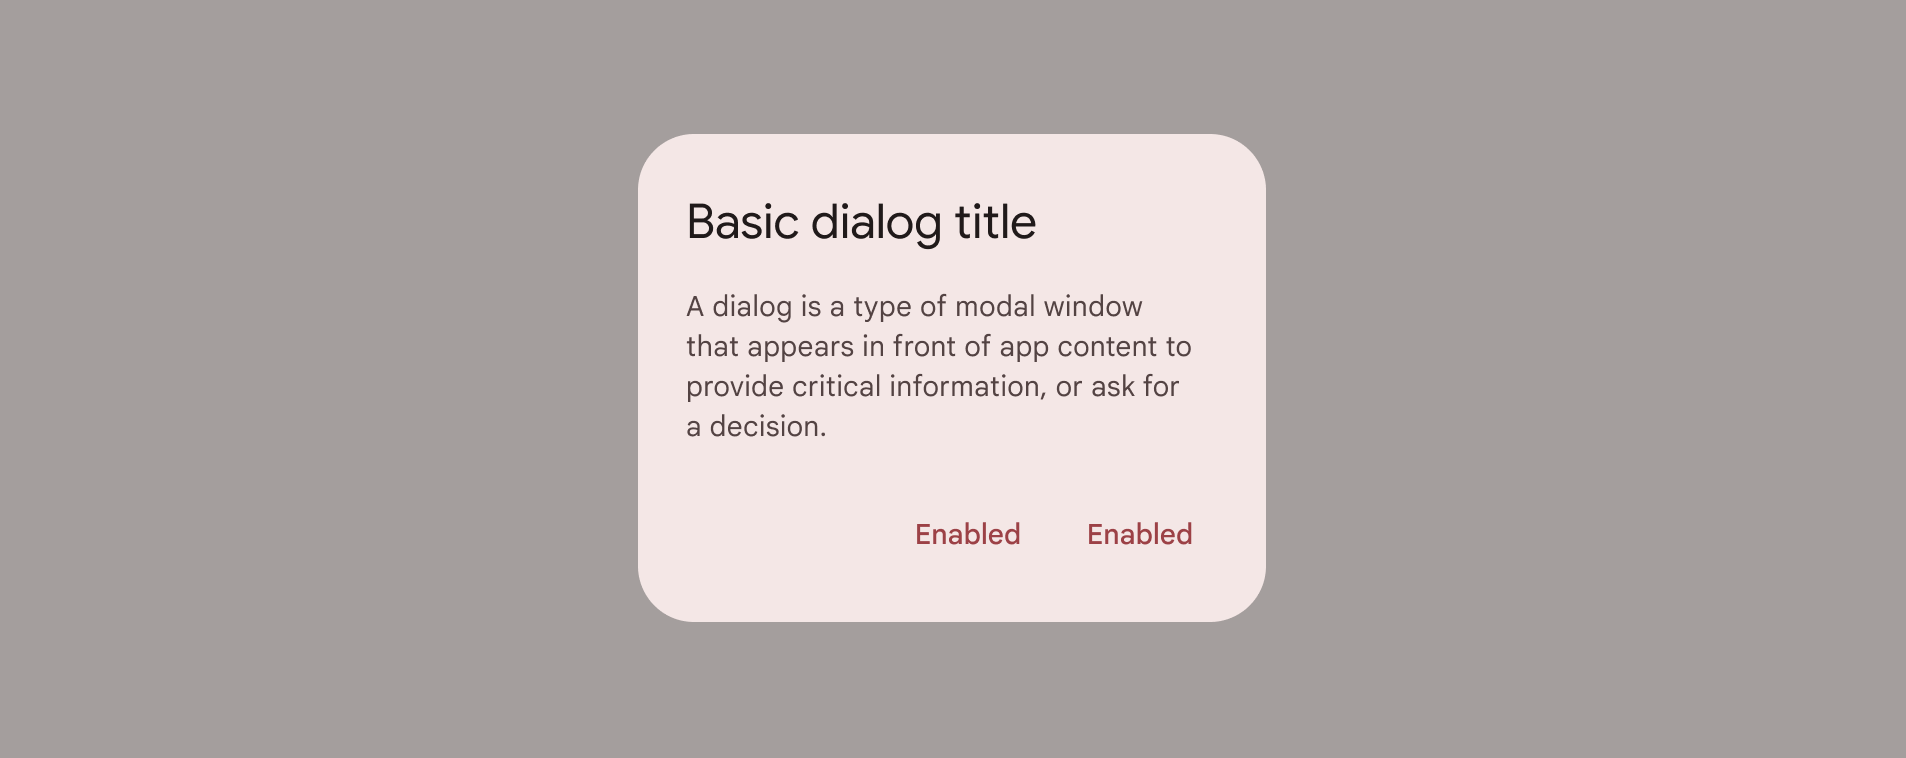 Basic dialog title
A dialog is a type of modal window
that appears in front of app content to
provide critical information, or ask for
a decision.
Enabled Enabled